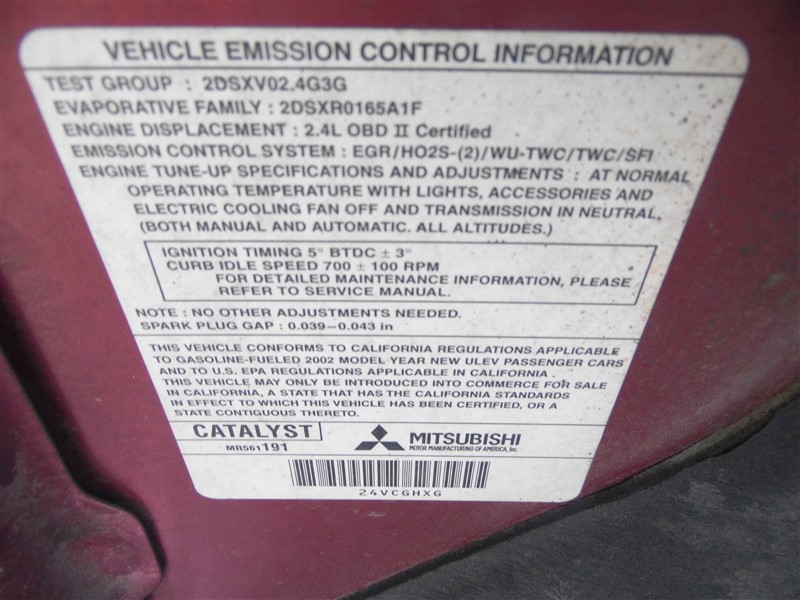 VEHICLE EMISSION CONTROL INFORMATION
TEST GROUP : 2DSXV02.4G3G
EVAPORATIVE FAMILY : 2DSXR0165A1F
ENGINE DISPLACEMENT : 2.4L OBD II Certified
EMISSION CONTROL SYSTEM : EGR/HO2S-(2)/WU-TWC/TWC/SFI
ENGINE TUNE-UP SPECIFICATIONS AND ADJUSTMENTS : AT NORMAL
OPERATING TEMPERATURE WITH LIGHTS, ACCESSORIES AND
ELECTRIC COOLING FAN OFF AND TRANSMISSION IN NEUTRAL.
(BOTH MANUAL AND AUTOMATIC. ALL ALTITUDES.)
IGNITION TIMING 5° BTDC ± 3°
CURB IDLE SPEED 700 ± 100 RPM
FOR DETAILED MAINTENANCE INFORMATION, PLEASE
REFER TO SERVICE MANUAL.
NOTE : NO OTHER ADJUSTMENTS NEEDED.
SPARK PLUG GAP : 0.039~0.043 in
THIS VEHICLE CONFORMS TO CALIFORNIA REGULATIONS APPLICABLE
TO GASOLINE-FUELED 2002 MODEL YEAR NEW ULEV PASSENGER CARS
AND TO U.S. EPA REGULATIONS APPLICABLE IN CALIFORNIA.
THIS VEHICLE MAY ONLY BE INTRODUCED INTO COMMERCE FOR SALE
IN CALIFORNIA, A STATE THAT HAS THE CALIFORNIA STANDARDS
IN EFFECT TO WHICH THIS VEHICLE HAS BEEN CERTIFIED, OR A
STATE CONTIGUOUS THERETO.
CATALYST
MR561191
MITSUBISHI
MOTOR MANUFACTURING OF AMERICA, Inc.
24VCGHXG